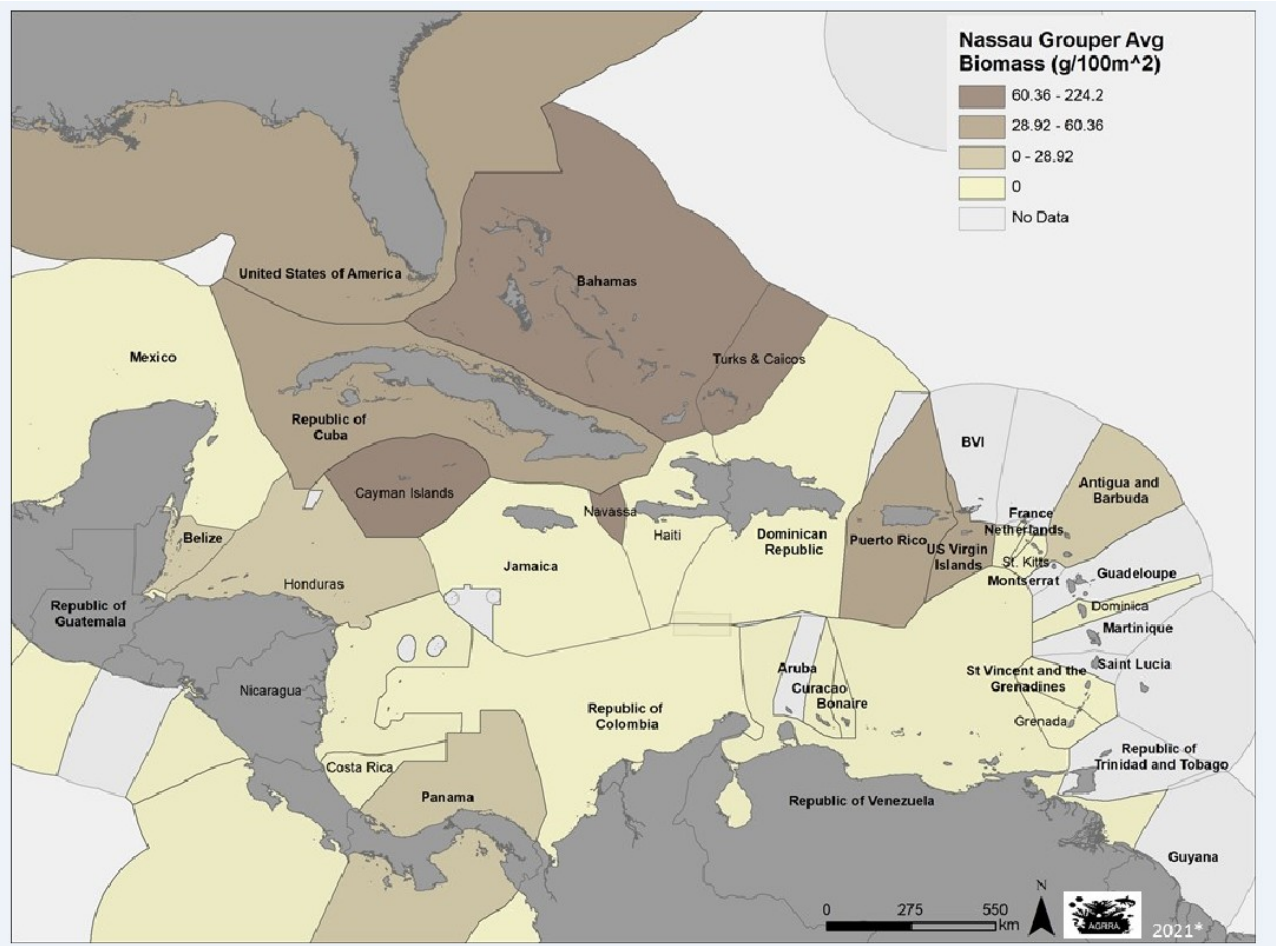 Nassau Grouper Avg
Biomass (g/100m^2)
60.36 - 224.2
28.92 - 60.36
0 - 28.92
0
No Data
United States of America
Bahamas
Mexico
Turks & Caicos
Republic of
Cuba
BVI
Cayman Islands
Antigua and
Barbuda
Navassa
France
Netherlands
Belize
Haiti
Dominican
Republic
Puerto Rico
US Virgin
Islands
St. Kitts
Jamaica
Montserrat
Guadeloupe
Honduras
Republic of
Guatemala
Dominica
Martinique
Aruba
Saint Lucia
St Vincent and the
Grenadines
Nicaragua
Curacao
Bonaire
Republic of
Colombia
Grenada
Republic of
Trinidad and Tobago
Costa Rica
Panama
Republic of Venezuela
Guyana
N
0 275 550
km
AGRRA
2021*